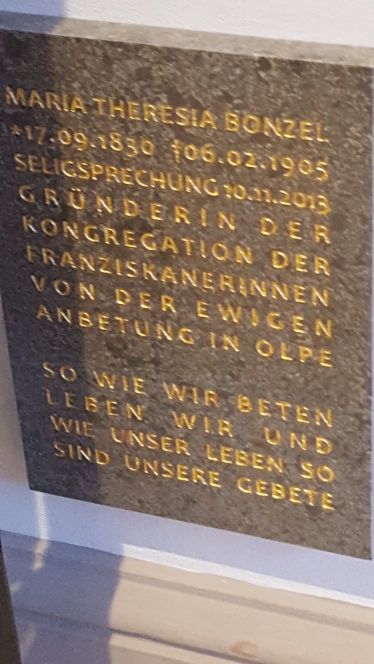 MARIA THERESIA BONZEL
*17.09.1830 †06.02.1905
SELIGSPRECHUNG 10.11.2013
GRÜNDERIN DER
KONGREGATION DER
FRANZISKANERINNEN
VON DER EWIGEN
ANBETUNG IN OLPE
SO WIE WIR BETEN
LEBEN WIR UND
WIE UNSER LEBEN SO
SIND UNSERE GEBETE